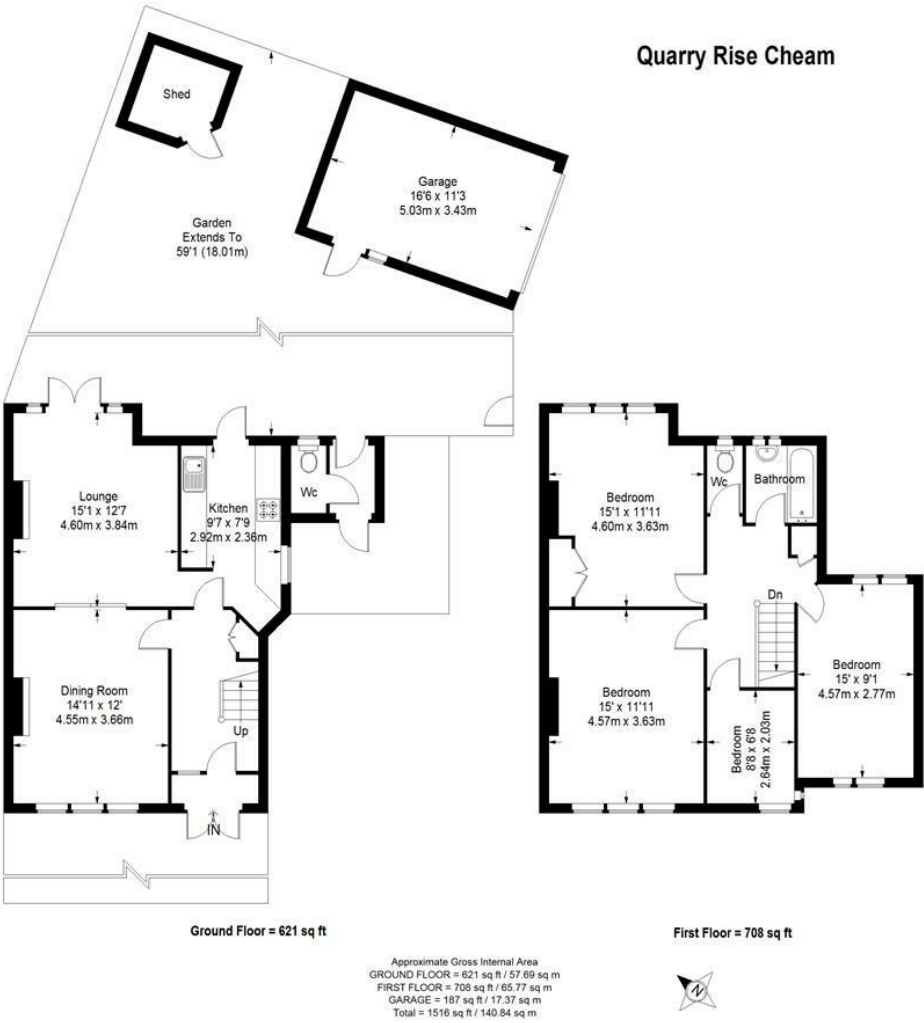 Quarry Rise Cheam
Shed
Garage
16'6 x 11'3
5.03m x 3.43m
Garden
Extends To
59'1 (18.01m)
Lounge
15'1 x 12'7
4.60m x 3.84m
Kitchen
9'7 x 7'9
2.92m x 2.36m
Wc
Dining Room
14'11 x 12'
4.55m x 3.66m
Up
IN
Bedroom
15'1 x 11'11
4.60m x 3.63m
Wc
Bathroom
Dn
Bedroom
15' x 11'11
4.57m x 3.63m
Bedroom
8'8 x 6'8
2.64m x 2.03m
Bedroom
15' x 9'1
4.57m x 2.77m
Ground Floor = 621 sq ft
First Floor = 708 sq ft
Approximate Gross Internal Area
GROUND FLOOR = 621 sq ft / 57.69 sq m
FIRST FLOOR = 708 sq ft / 65.77 sq m
GARAGE = 187 sq ft / 17.37 sq m
Total = 1516 sq ft / 140.84 sq m
N